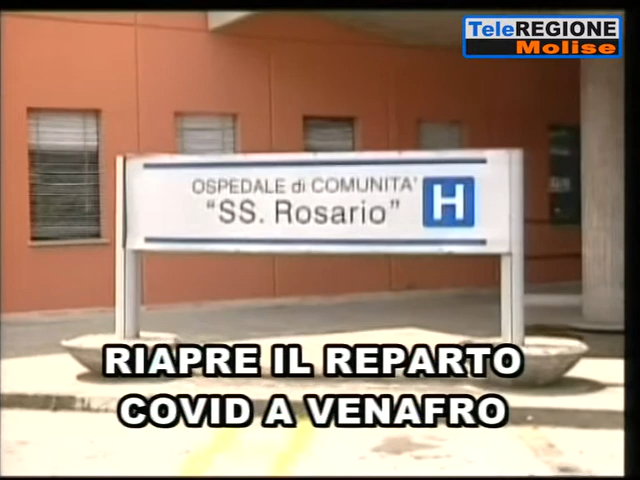 TeleREGIONE
Molise
OSPEDALE di COMUNITA'
"SS. Rosario"
H
RIAPRE IL REPARTO
COVID A VENAFRO